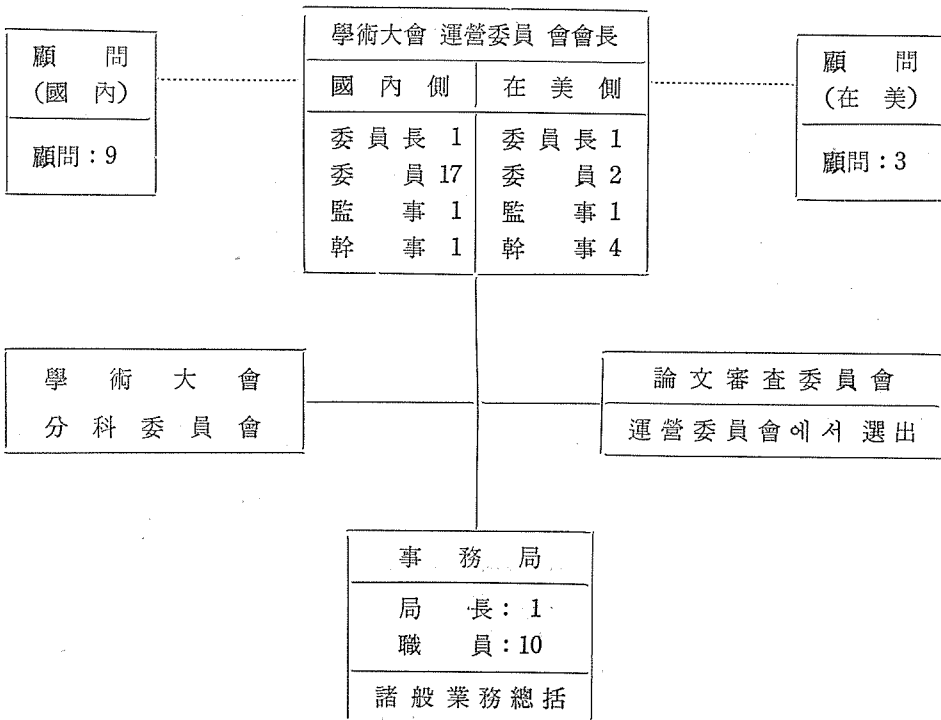 學術大會 運營委員 會會長
顧問
(國內)
顧問 : 9
國內側
委員長 1
委員 17
監事 1
幹事 1
在美側
委員長 1
委員 2
監事 1
幹事 4
顧問
(在美)
顧問 : 3
學術大會
分科委員會
論文審査委員會
運營委員會에서 選出
事務局
局長 : 1
職員 : 10
諸般業務總括